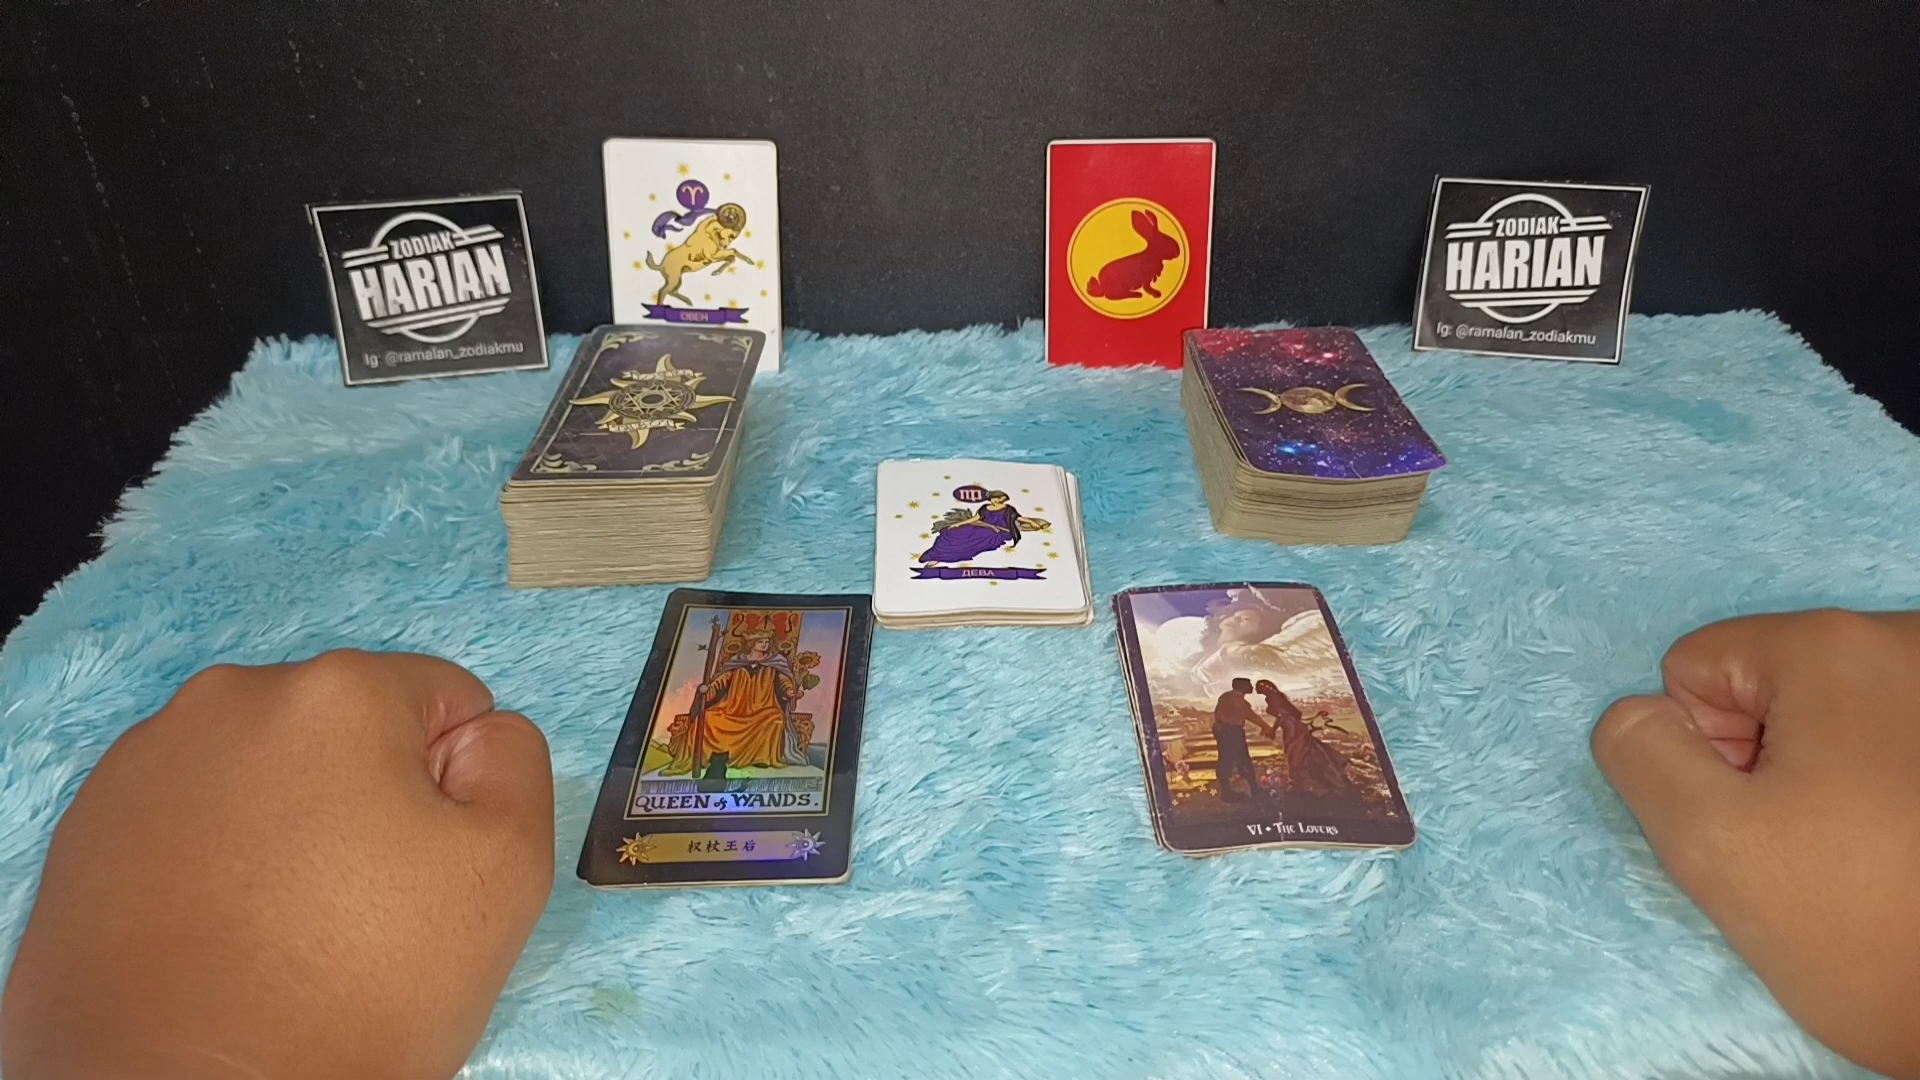 ZODIAK
HARIAN
Ig: @ramalan_zodiakmu
ОВЕН
ZODIAK
HARIAN
Ig: @ramalan_zodiakmu
ДЕВА
QUEEN of WANDS.
权杖王后
VI • The Lovers